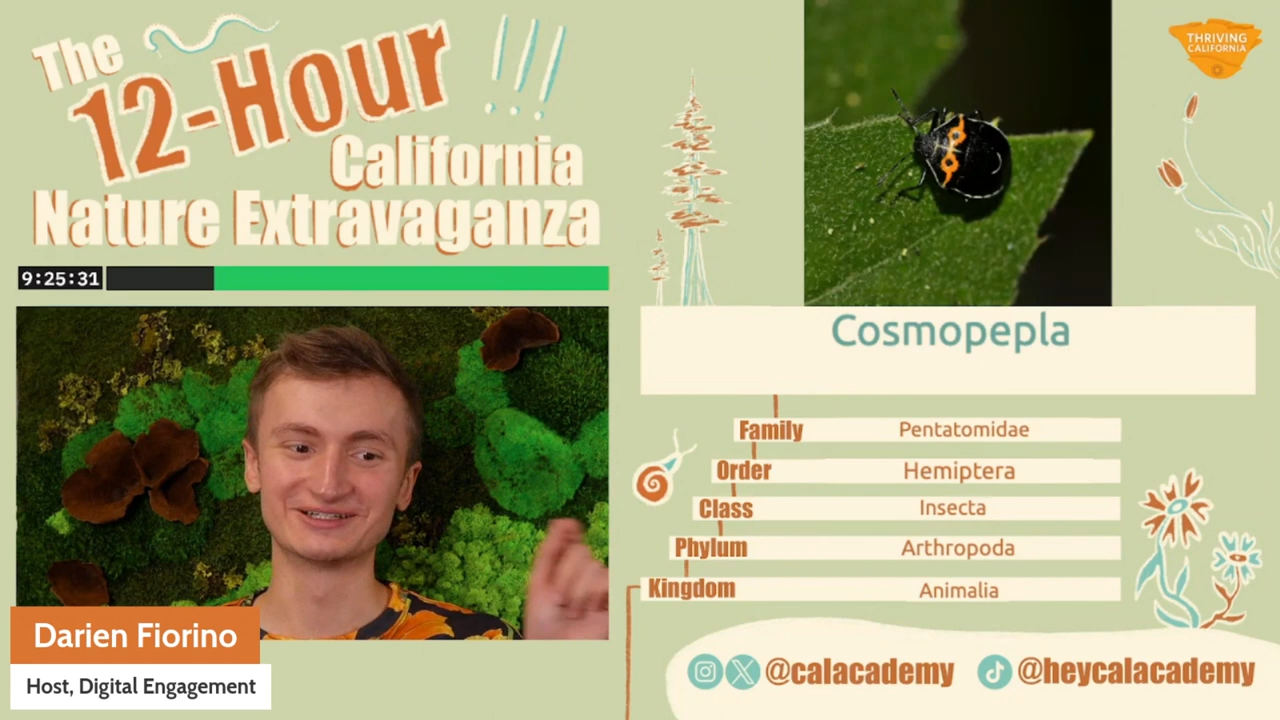 The
12-Hour
!!!
California
Nature Extravaganza
9:25:31
THRIVING
CALIFORNIA
Cosmopepla
Family Pentatomidae
Order Hemiptera
Class Insecta
Phylum Arthropoda
Kingdom Animalia
Darien Fiorino
Host, Digital Engagement
@calacademy @heycalacademy